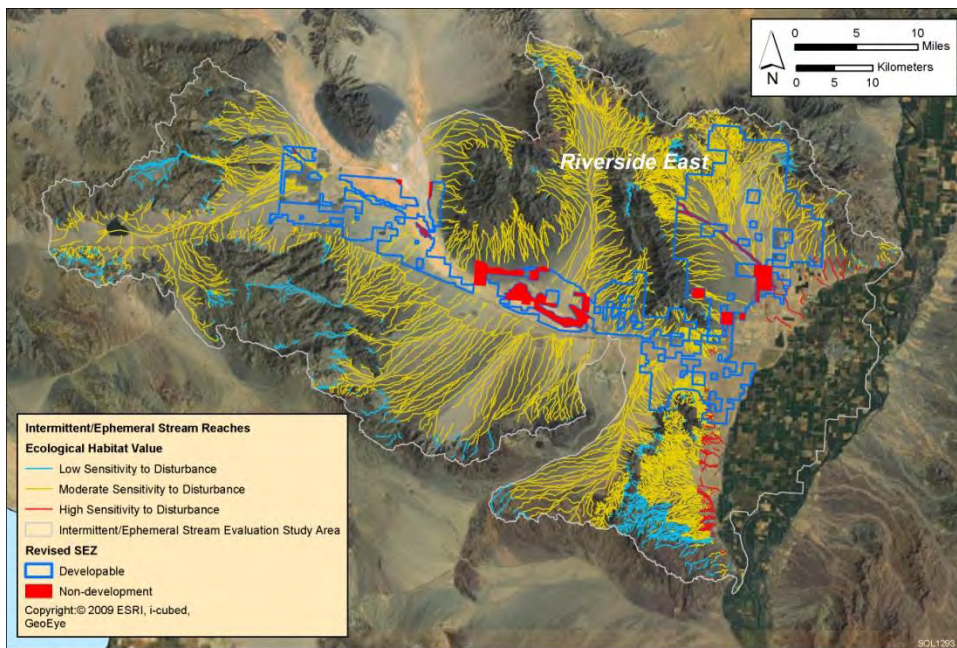 0 5 10
Miles
Kilometers
0 5 10
N
Riverside East
Intermittent/Ephemeral Stream Reaches
Ecological Habitat Value
Low Sensitivity to Disturbance
Moderate Sensitivity to Disturbance
High Sensitivity to Disturbance
Intermittent/Ephemeral Stream Evaluation Study Area
Revised SEZ
Developable
Non-development
Copyright:© 2009 ESRI, i-cubed,
GeoEye
SOL1293